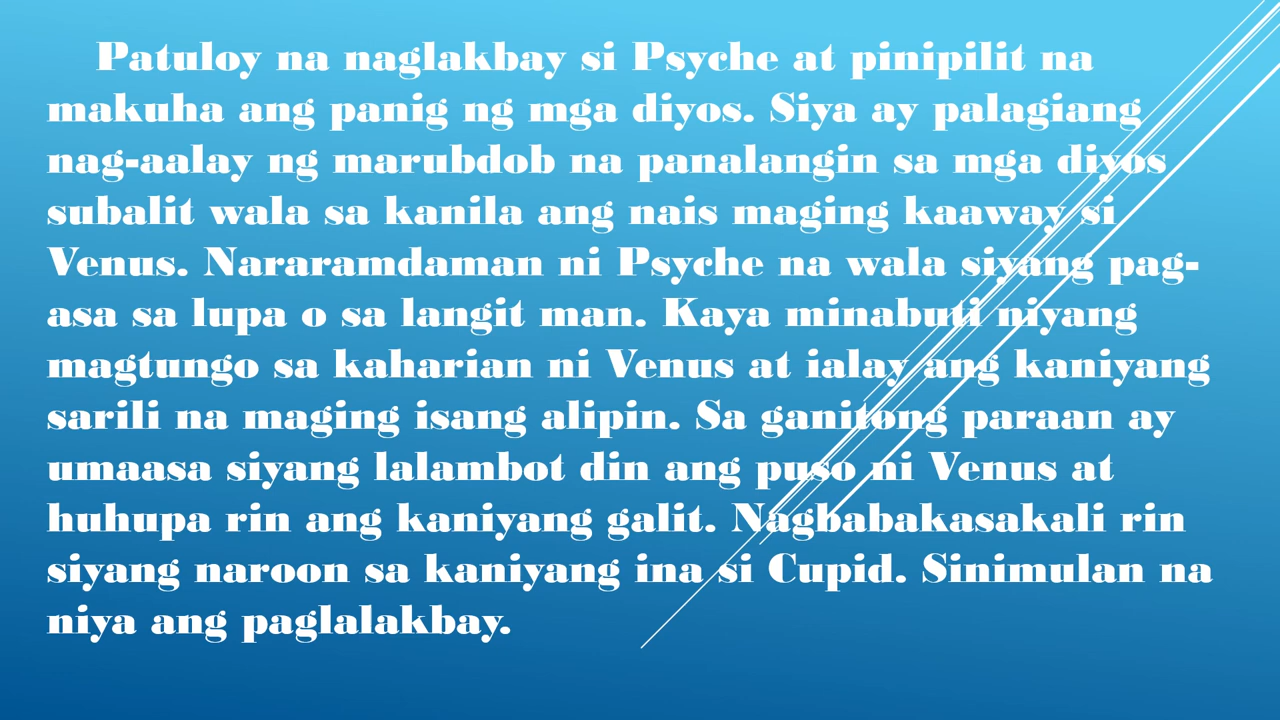 Patuloy na naglakbay si Psyche at pinipilit na
makuha ang panig ng mga diyos. Siya ay palagiang
nag-aalay ng marubdob na panalangin sa mga diyos
subalit wala sa kanila ang nais maging kaaway si
Venus. Nararamdaman ni Psyche na wala siyang pag-
asa sa lupa o sa langit man. Kaya minabuti niyang
magtungo sa kaharian ni Venus at ialay ang kaniyang
sarili na maging isang alipin. Sa ganitong paraan ay
umaasa siyang lalambot din ang puso ni Venus at
huhupa rin ang kaniyang galit. Nagbabakasakali rin
siyang naroon sa kaniyang ina si Cupid. Sinimulan na
niya ang paglalakbay.